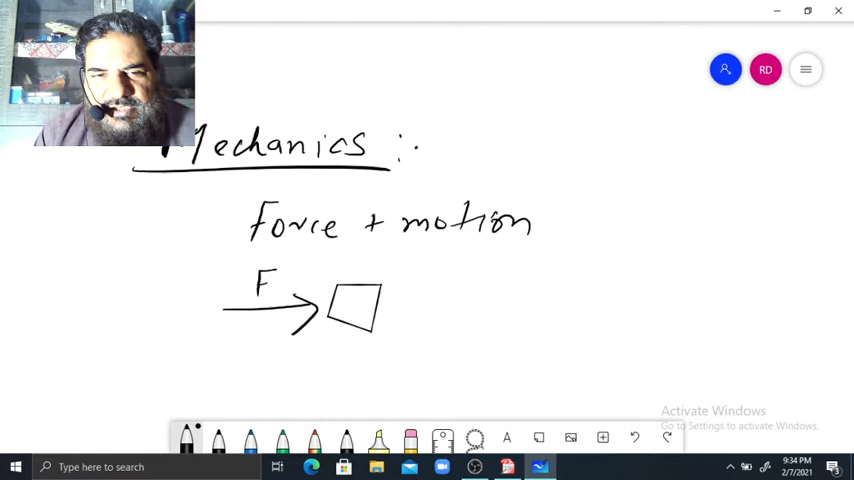 RD
Mechanics :.
Force + motion
F
Activate Windows
Go to Settings to activate Windows.
A
Type here to search
9:34 PM
2/7/2021
3